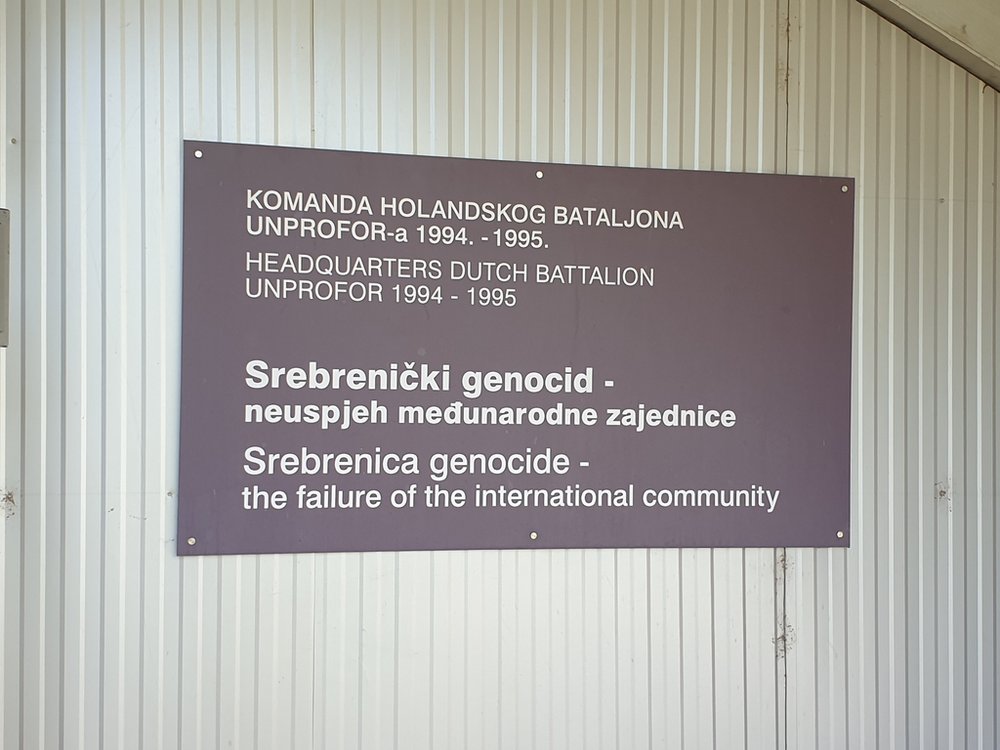 KOMANDA HOLANDSKOG BATALJONA
UNPROFOR-a 1994. - 1995.
HEADQUARTERS DUTCH BATTALION
UNPROFOR 1994 - 1995
Srebrenički genocid -
neuspjeh međunarodne zajednice
Srebrenica genocide -
the failure of the international community